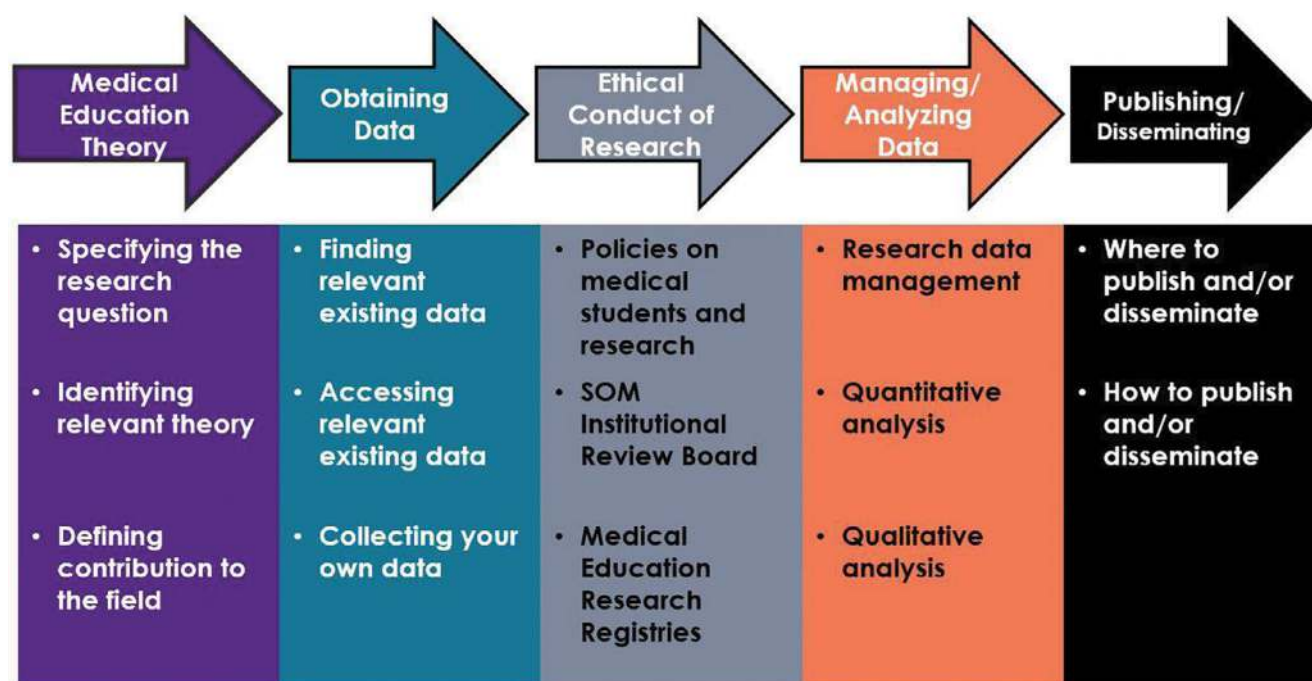 Medical
Education
Theory
Obtaining
Data
Ethical
Conduct of
Research
Managing/
Analyzing
Data
Publishing/
Disseminating
• Specifying the
research
question
• Identifying
relevant theory
• Defining
contribution to
the field
• Finding
relevant
existing data
• Accessing
relevant
existing data
• Collecting your
own data
• Policies on
medical
students and
research
• SOM
Institutional
Review Board
• Medical
Education
Research
Registries
• Research data
management
• Quantitative
analysis
• Qualitative
analysis
• Where to
publish and/or
disseminate
• How to publish
and/or
disseminate